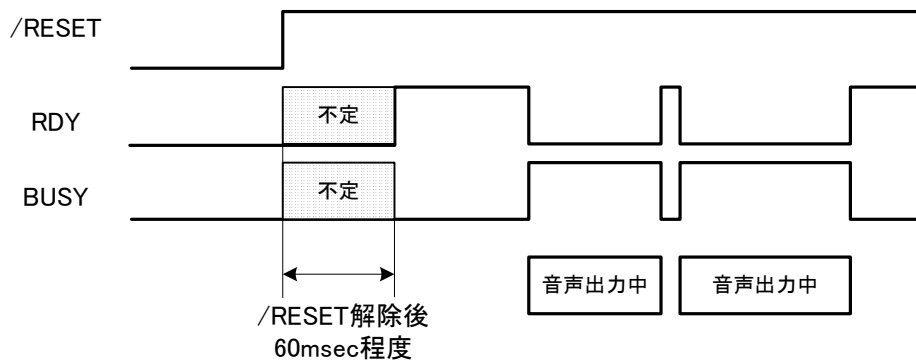 /RESET
不定
RDY
不定
BUSY
音声出力中
音声出力中
/RESET解除後
60msec程度